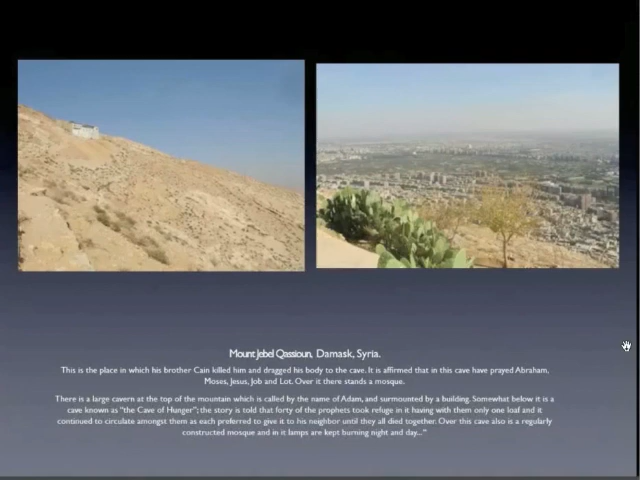 Mount Jebel Qassioun, Damask, Syria.
This is the place in which his brother Cain killed him and dragged his body to the cave. It is affirmed that in this cave have prayed Abraham,
Moses, Jesus, Job and Lot. Over it there stands a mosque.
There is a large cavern at the top of the mountain which is called by the name of Adam, and surmounted by a building. Somewhat below it is a
cave known as "the Cave of Hunger"; the story is told that forty of the prophets took refuge in it having with them only one loaf and it
continued to circulate amongst them as each preferred to give it to his neighbor until they all died together. Over this cave also is a regularly
constructed mosque and in it lamps are kept burning night and day..."